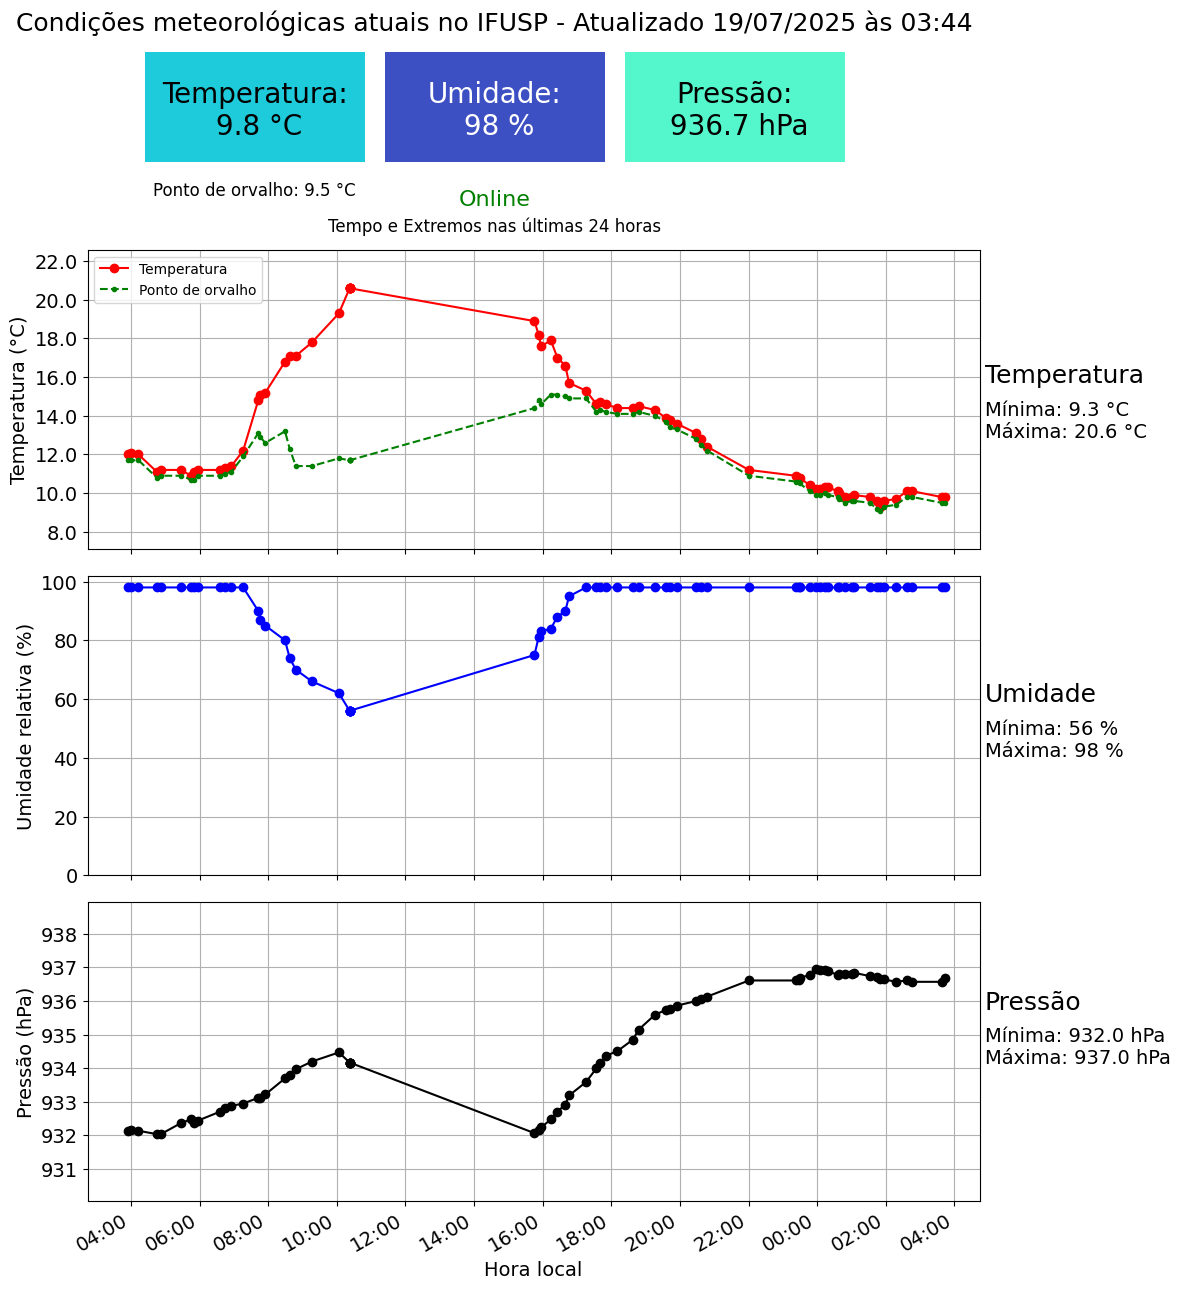 Condições meteorológicas atuais no IFUSP - Atualizado 19/07/2025 às 03:44
Temperatura:
9.8 °C
Umidade:
98 %
Pressão:
936.7 hPa
Ponto de orvalho: 9.5 °C
Online
Tempo e Extremos nas últimas 24 horas
Temperatura (°C)
22.0
20.0
18.0
16.0
14.0
12.0
10.0
8.0
Temperatura
Ponto de orvalho
Temperatura
Mínima: 9.3 °C
Máxima: 20.6 °C
Umidade relativa (%)
100
80
60
40
20
0
Umidade
Mínima: 56 %
Máxima: 98 %
Pressão (hPa)
938
937
936
935
934
933
932
931
Pressão
Mínima: 932.0 hPa
Máxima: 937.0 hPa
04:00 06:00 08:00 10:00 12:00 14:00 16:00 18:00 20:00 22:00 00:00 02:00 04:00
Hora local